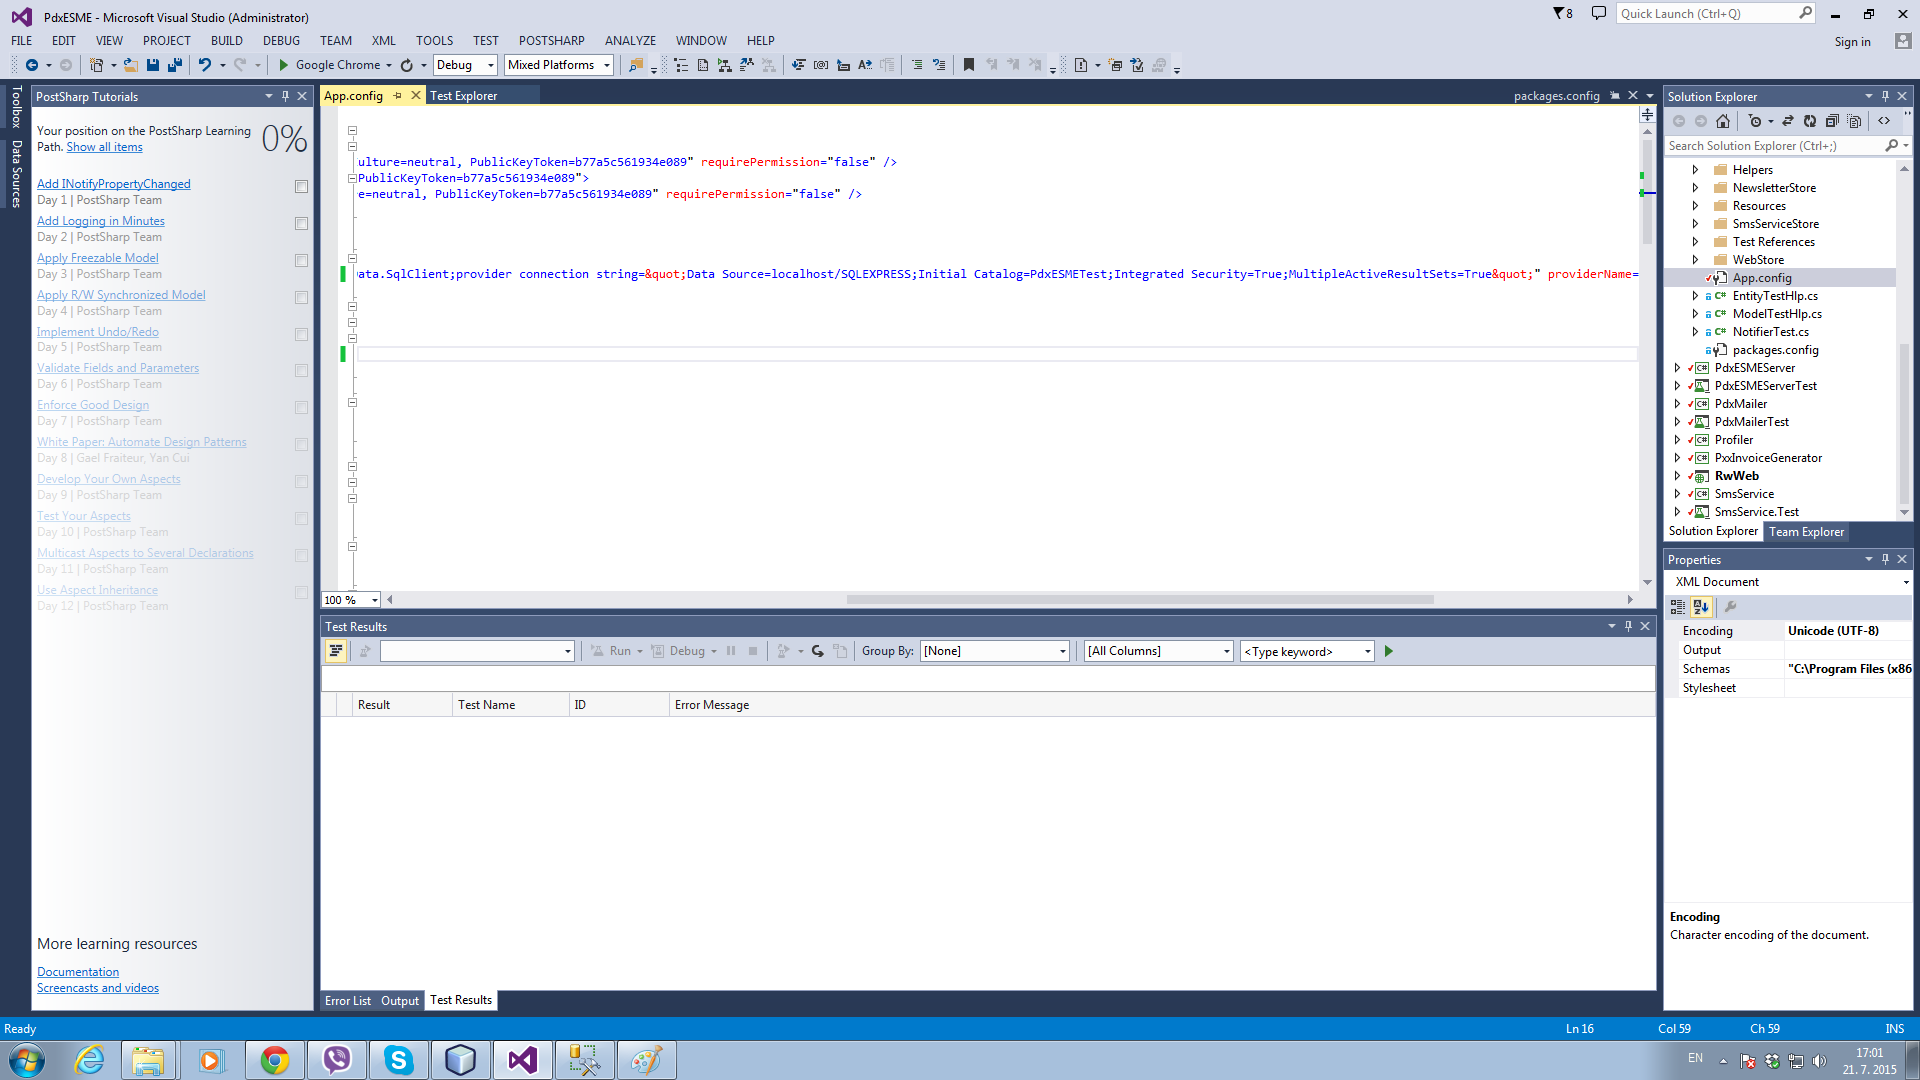 PdxESME - Microsoft Visual Studio (Administrator)
8
Quick Launch (Ctrl+Q)
FILE EDIT VIEW PROJECT BUILD DEBUG TEAM XML TOOLS TEST POSTSHARP ANALYZE WINDOW HELP
Sign in
Google Chrome Debug Mixed Platforms
Toolbox
Data Sources
PostSharp Tutorials
Your position on the PostSharp Learning
Path. Show all items
0%
Add INotifyPropertyChanged
Day 1 | PostSharp Team
Add Logging in Minutes
Day 2 | PostSharp Team
Apply Freezable Model
Day 3 | PostSharp Team
Apply R/W Synchronized Model
Day 4 | PostSharp Team
Implement Undo/Redo
Day 5 | PostSharp Team
Validate Fields and Parameters
Day 6 | PostSharp Team
Enforce Good Design
Day 7 | PostSharp Team
White Paper: Automate Design Patterns
Day 8 | Gael Fraiteur, Yan Cui
Develop Your Own Aspects
Day 9 | PostSharp Team
Test Your Aspects
Day 10 | PostSharp Team
Multicast Aspects to Several Declarations
Day 11 | PostSharp Team
Use Aspect Inheritance
Day 12 | PostSharp Team
More learning resources
Documentation
Screencasts and videos
App.config Test Explorer packages.config
ulture=neutral, PublicKeyToken=b77a5c561934e089" requirePermission="false" />
PublicKeyToken=b77a5c561934e089">
e=neutral, PublicKeyToken=b77a5c561934e089" requirePermission="false" />
ata.SqlClient;provider connection string=&quot;Data Source=localhost/SQLEXPRESS;Initial Catalog=PdxESMETest;Integrated Security=True;MultipleActiveResultSets=True&quot;" providerName=
100 %
Test Results
Run Debug Group By: [None] [All Columns] <Type keyword>
Result Test Name ID Error Message
Error List Output Test Results
Solution Explorer
Search Solution Explorer (Ctrl+;)
Helpers
NewsletterStore
Resources
SmsServiceStore
Test References
WebStore
App.config
EntityTestHlp.cs
ModelTestHlp.cs
NotifierTest.cs
packages.config
PdxESMEServer
PdxESMEServerTest
PdxMailer
PdxMailerTest
Profiler
PxxInvoiceGenerator
RwWeb
SmsService
SmsService.Test
Solution Explorer Team Explorer
Properties
XML Document
Encoding Unicode (UTF-8)
Output
Schemas "C:\Program Files (x86
Stylesheet
Encoding
Character encoding of the document.
Ready Ln 16 Col 59 Ch 59 INS
EN
17:01
21. 7. 2015